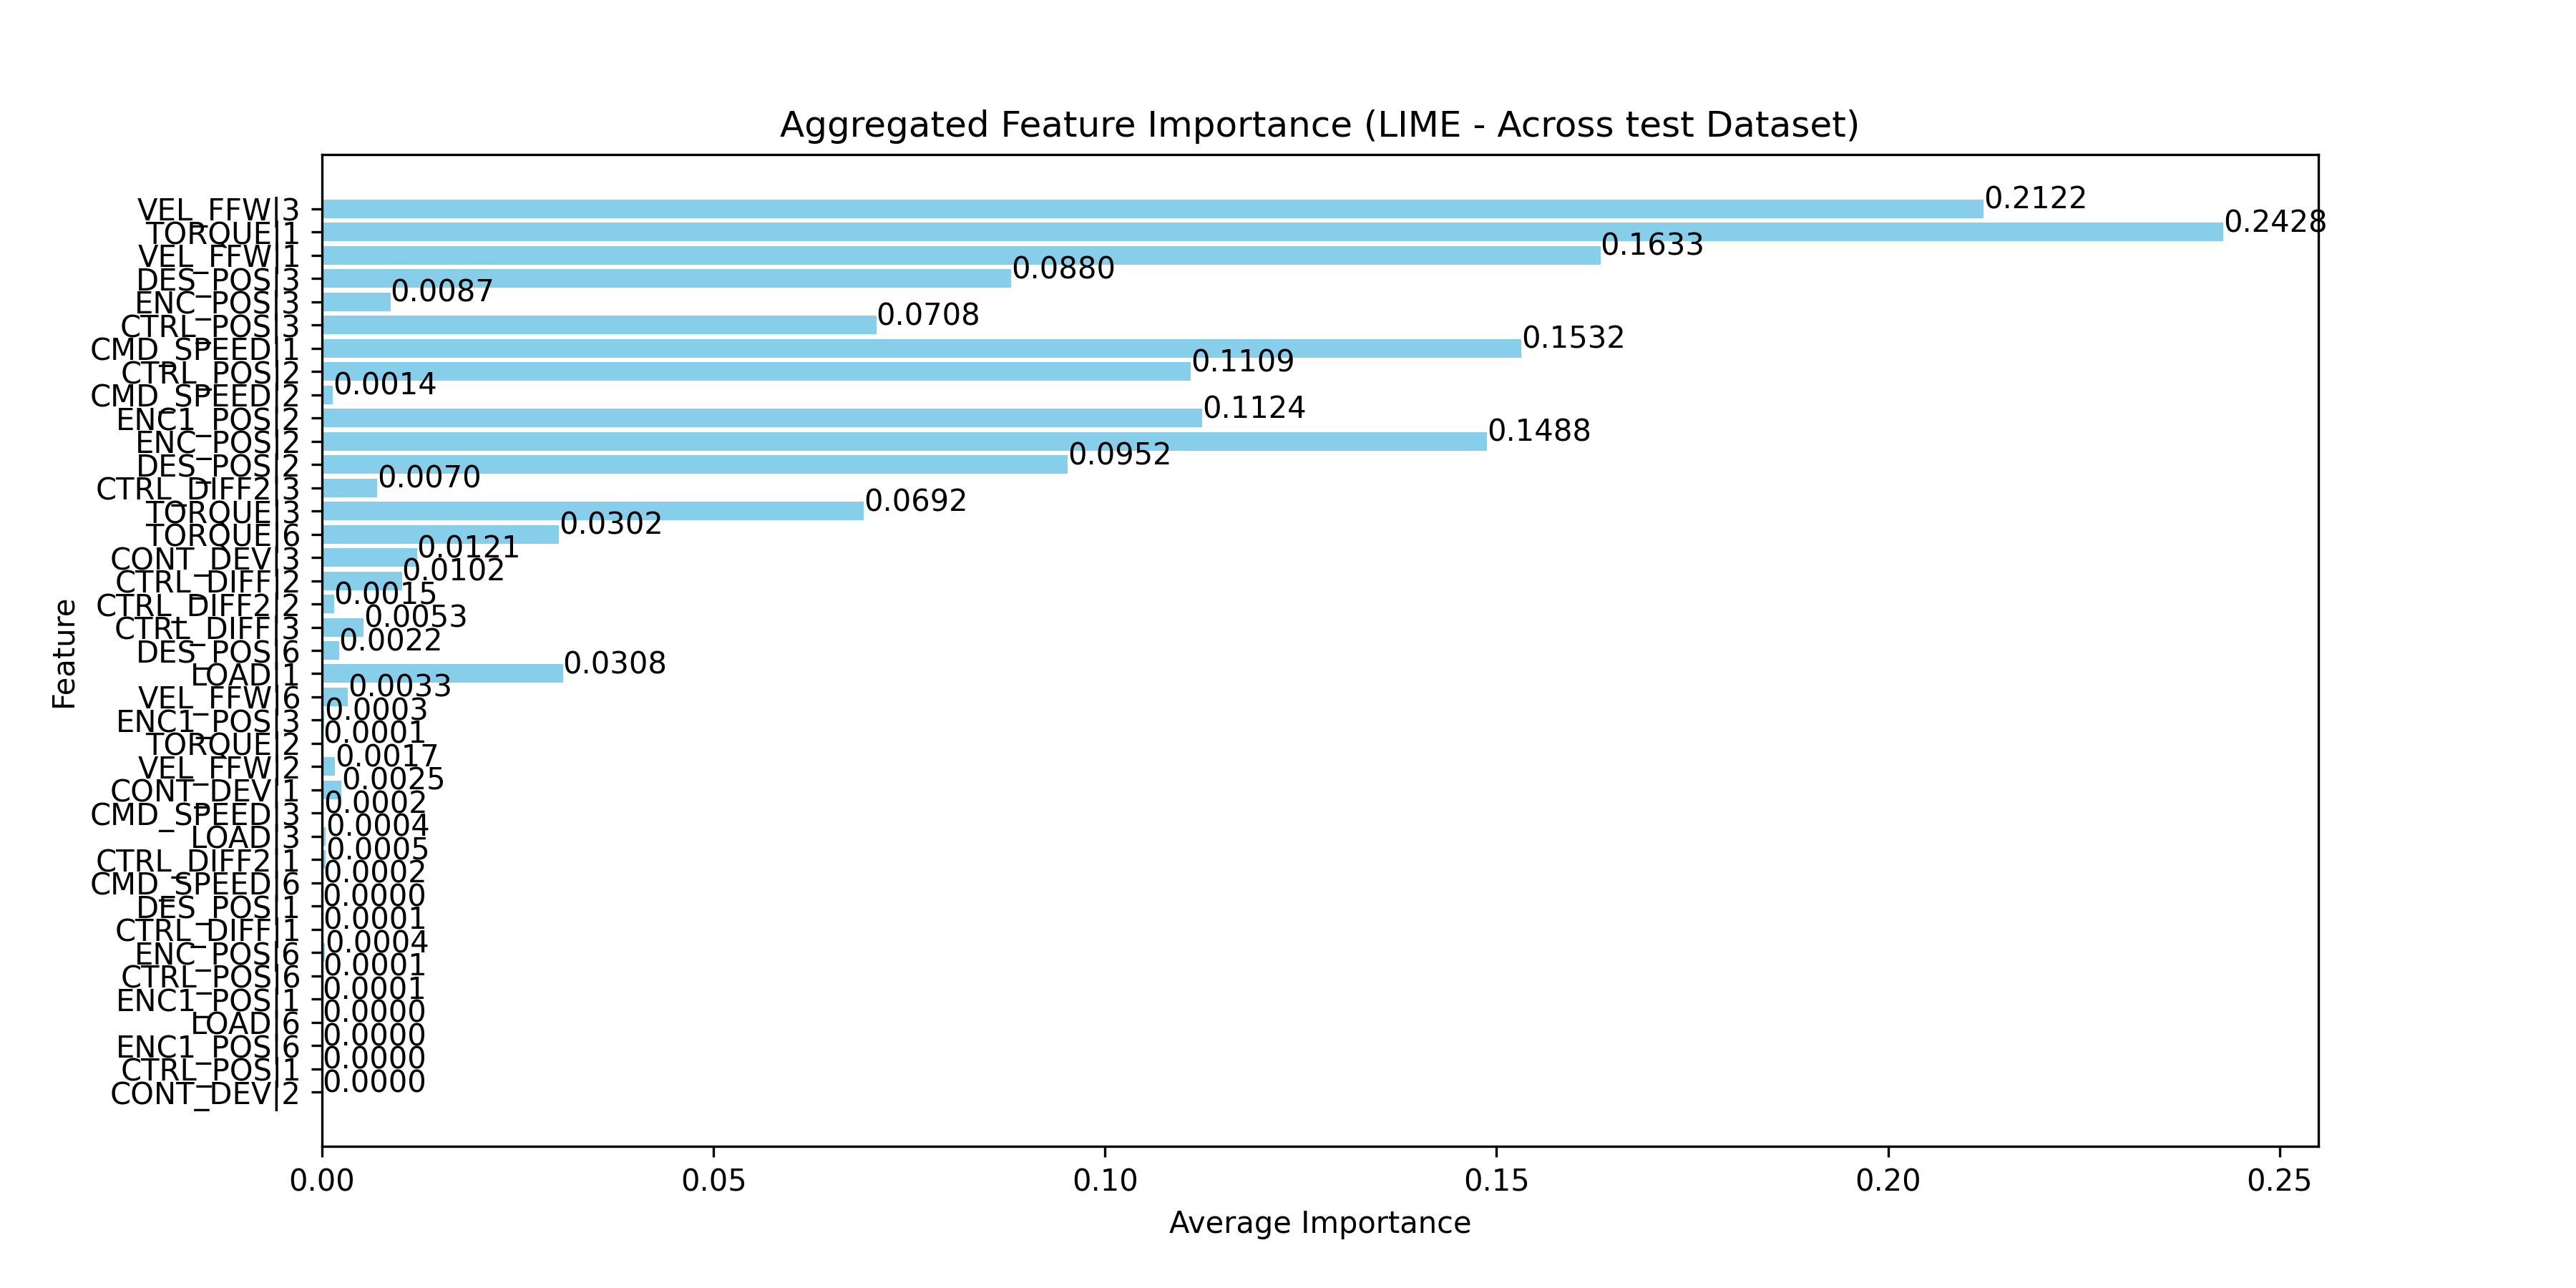 Aggregated Feature Importance (LIME - Across test Dataset)
VEL_FFW|3 0.2122
TORQUE|1 0.2428
VEL_FFW|1 0.1633
DES_POS|3 0.0880
ENC_POS|3 0.0087
CTRL_POS|3 0.0708
CMD_SPEED|1 0.1532
CTRL_POS|2 0.1109
CMD_SPEED|2 0.0014
ENC1_POS|2 0.1124
ENC_POS|2 0.1488
DES_POS|2 0.0952
CTRL_DIFF2|3 0.0070
TORQUE|3 0.0692
TORQUE|6 0.0302
CONT_DEV|3 0.0121
CTRL_DIFF|2 0.0102
CTRL_DIFF2|2 0.0015
CTRL_DIFF|3 0.0053
DES_POS|6 0.0022
LOAD|1 0.0308
VEL_FFW|6 0.0033
ENC1_POS|3 0.0003
TORQUE|2 0.0001
VEL_FFW|2 0.0017
CONT_DEV|1 0.0025
CMD_SPEED|3 0.0002
LOAD|3 0.0004
CTRL_DIFF2|1 0.0005
CMD_SPEED|6 0.0002
DES_POS|1 0.0000
CTRL_DIFF|1 0.0001
ENC_POS|6 0.0004
CTRL_POS|6 0.0001
ENC1_POS|1 0.0001
LOAD|6 0.0000
ENC1_POS|6 0.0000
CTRL_POS|1 0.0000
CONT_DEV|2 0.0000
Feature
0.00 0.05 0.10 0.15 0.20 0.25
Average Importance